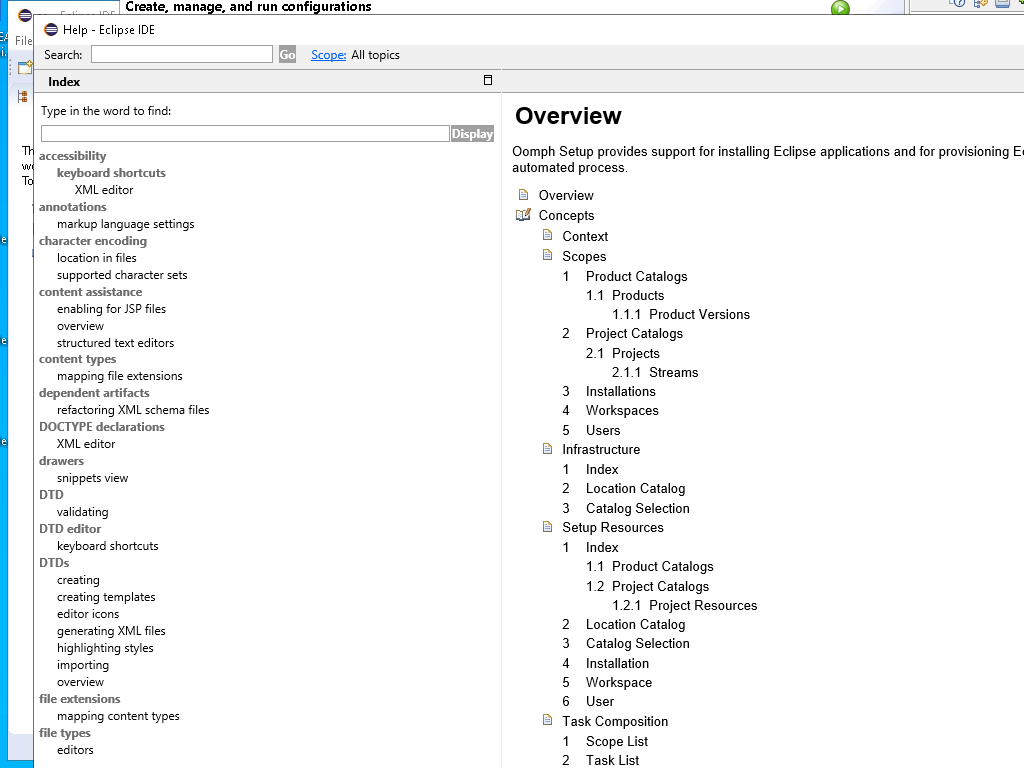 Create, manage, and run configurations
Eclipse IDE
File
Help - Eclipse IDE
Search:
Go
Scope: All topics
Index
Type in the word to find:
Display
accessibility
keyboard shortcuts
XML editor
annotations
markup language settings
character encoding
location in files
supported character sets
content assistance
enabling for JSP files
overview
structured text editors
content types
mapping file extensions
dependent artifacts
refactoring XML schema files
DOCTYPE declarations
XML editor
drawers
snippets view
DTD
validating
DTD editor
keyboard shortcuts
DTDs
creating
creating templates
editor icons
generating XML files
highlighting styles
importing
overview
file extensions
mapping content types
file types
editors
Overview
Oomph Setup provides support for installing Eclipse applications and for provisioning
automated process.
Overview
Concepts
Context
Scopes
1 Product Catalogs
1.1 Products
1.1.1 Product Versions
2 Project Catalogs
2.1 Projects
2.1.1 Streams
3 Installations
4 Workspaces
5 Users
Infrastructure
1 Index
2 Location Catalog
3 Catalog Selection
Setup Resources
1 Index
1.1 Product Catalogs
1.2 Project Catalogs
1.2.1 Project Resources
2 Location Catalog
3 Catalog Selection
4 Installation
5 Workspace
6 User
Task Composition
1 Scope List
2 Task List